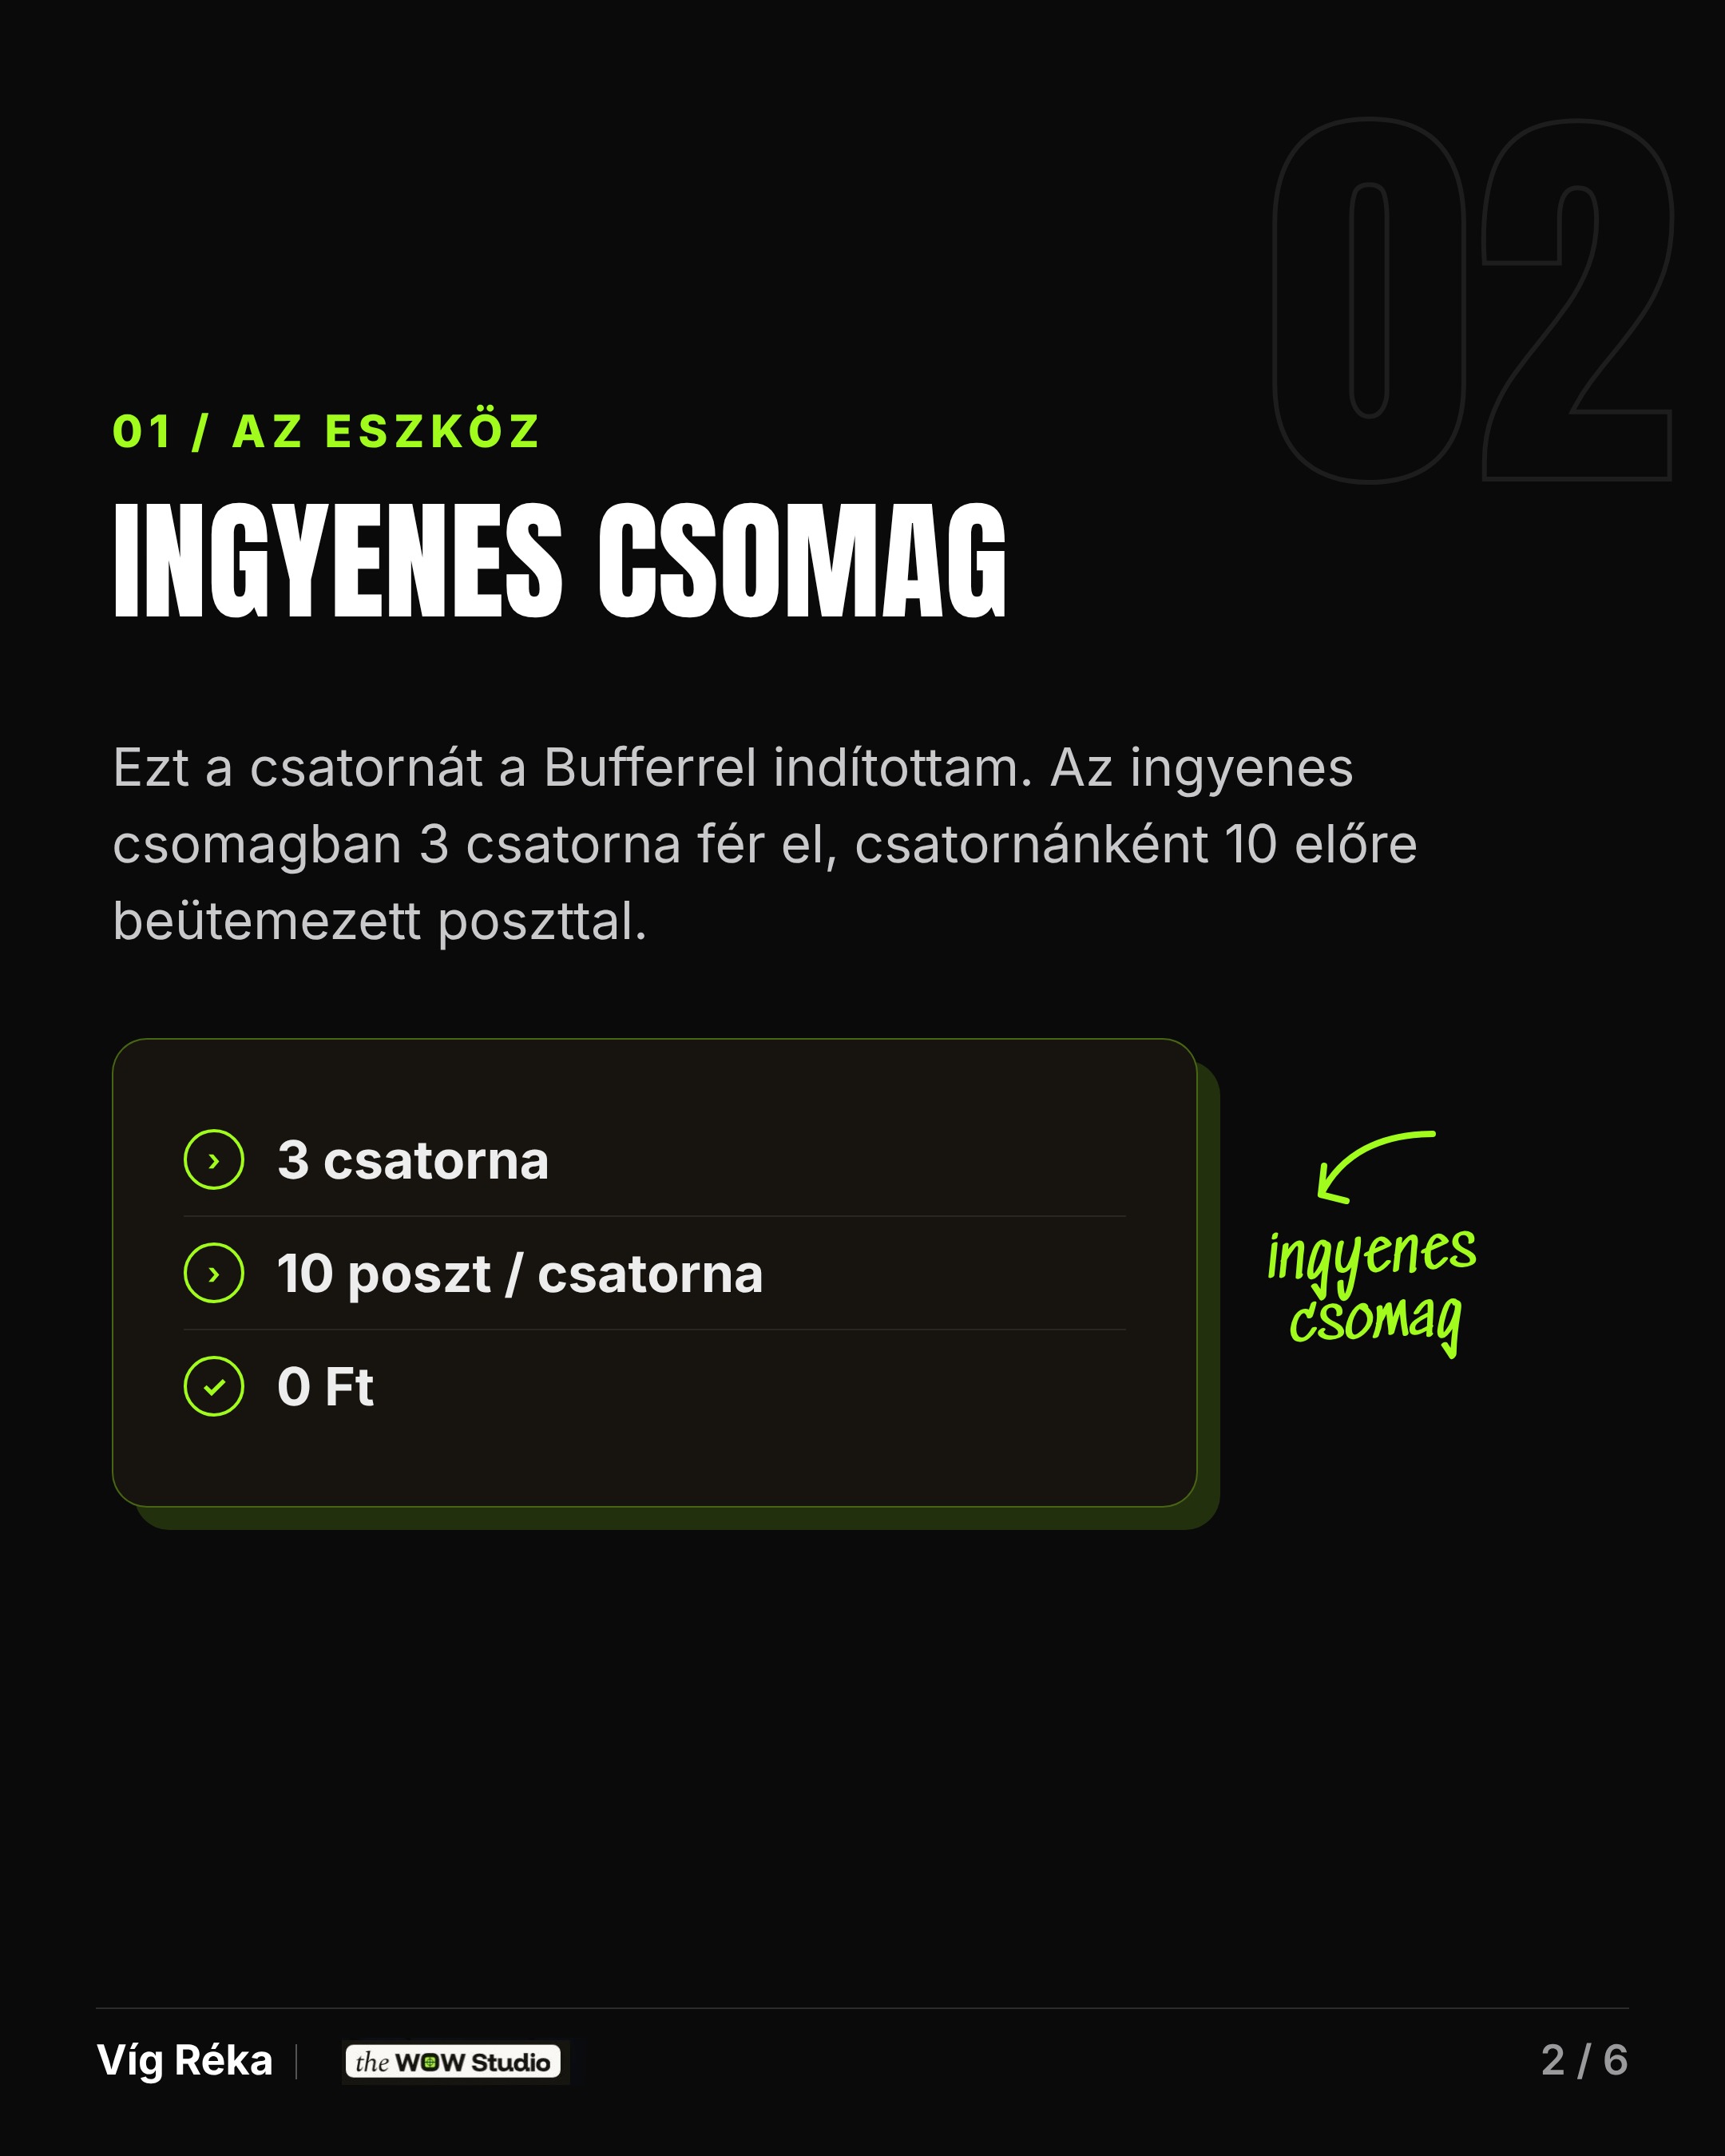 02
01 / AZ ESZKÖZ
INGYENES CSOMAG
Ezt a csatornát a Bufferrel indítottam. Az ingyenes
csomagban 3 csatorna fér el, csatornánként 10 előre
beütemezett poszttal.
3 csatorna
10 poszt / csatorna
0 Ft
ingyenes
csomag
Víg Réka
the WOW Studio
2 / 6